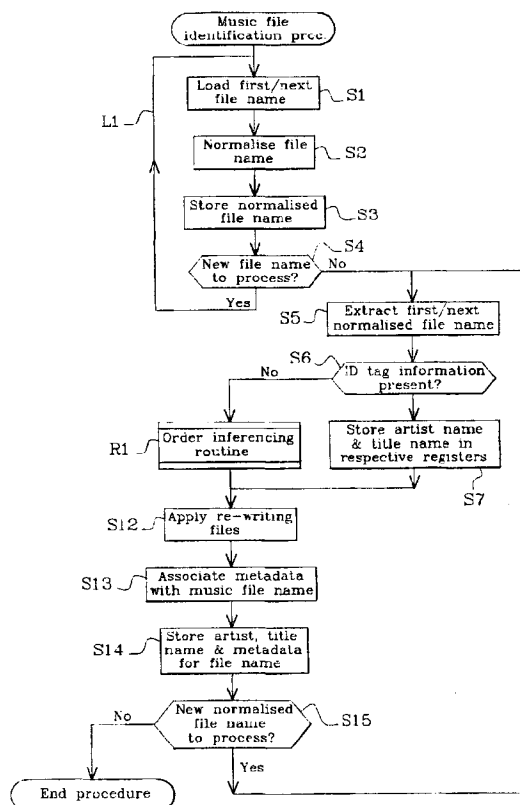 Music file
identification proc.
Load first/next
file name
S1
L1
Normalise file
name
S2
Store normalised
file name
S3
S4
New file name
to process?
No
Yes
Extract first/next
normalised file name
S5
S6
ID tag information
present?
No
Order inferencing
routine
R1
Store artist name
& title name in
respective registers
S7
Apply re-writing
files
S12
Associate metadata
with music file name
S13
Store artist, title
name & metadata
for file name
S14
New normalised
file name
to process?
S15
No
Yes
End procedure